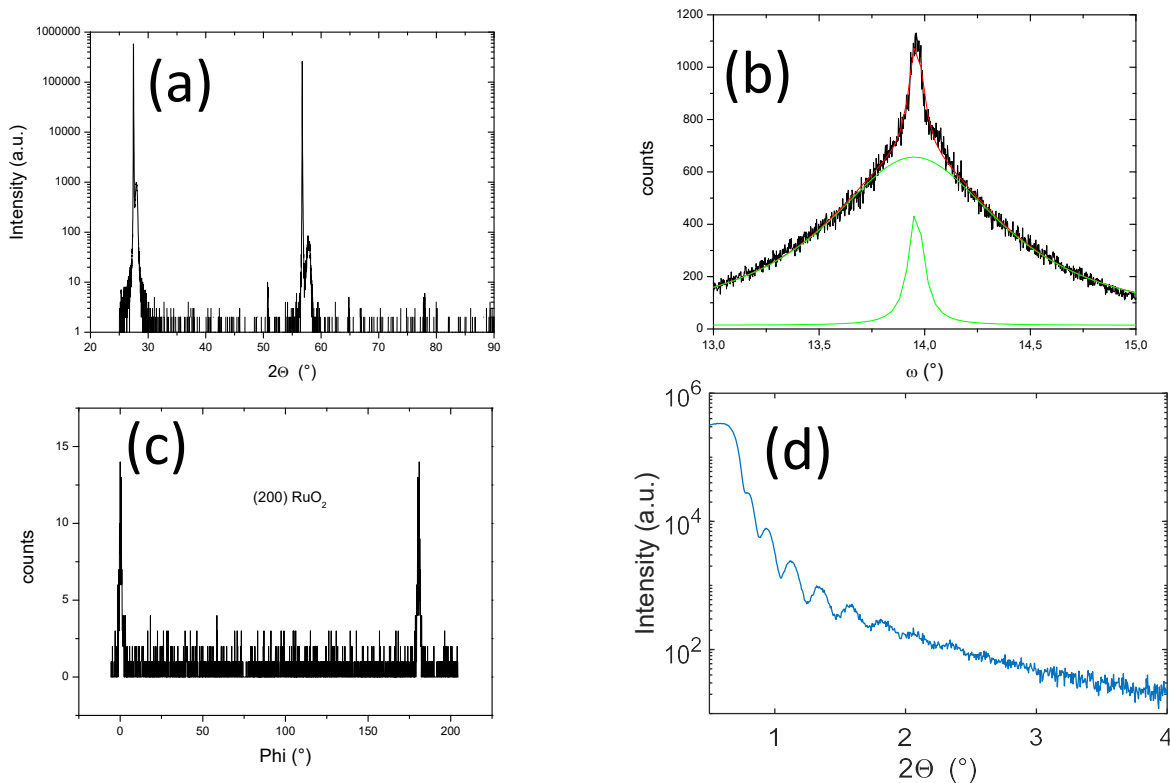 (a)
Intensity (a.u.)
1000000
100000
10000
1000
100
10
1
20 30 40 50 60 70 80 90
2Θ (°)
(b)
counts
1200
1000
800
600
400
200
0
13,0 13,5 14,0 14,5 15,0
ω (°)
(c)
(200) RuO₂
counts
15
10
5
0
0 50 100 150 200
Phi (°)
(d)
Intensity (a.u.)
10⁶
10⁴
10²
1 2 3 4
2Θ (°)